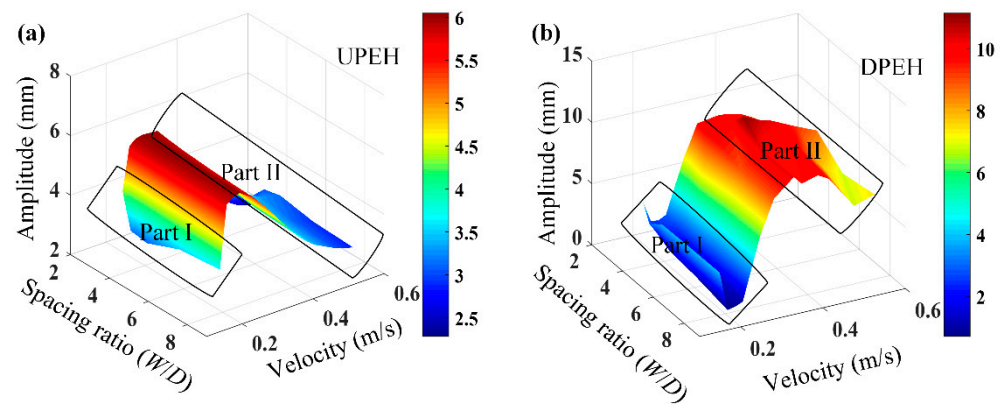 (a)
UPEH
Amplitude (mm)
8
6
4
2
Part I
Part II
2
4
6
8
Spacing ratio (W/D)
0.2
0.4
0.6
Velocity (m/s)
6
5.5
5
4.5
4
3.5
3
2.5
(b)
DPEH
Amplitude (mm)
15
10
5
0
Part I
Part II
2
4
6
8
Spacing ratio (W/D)
0.2
0.4
0.6
Velocity (m/s)
10
8
6
4
2